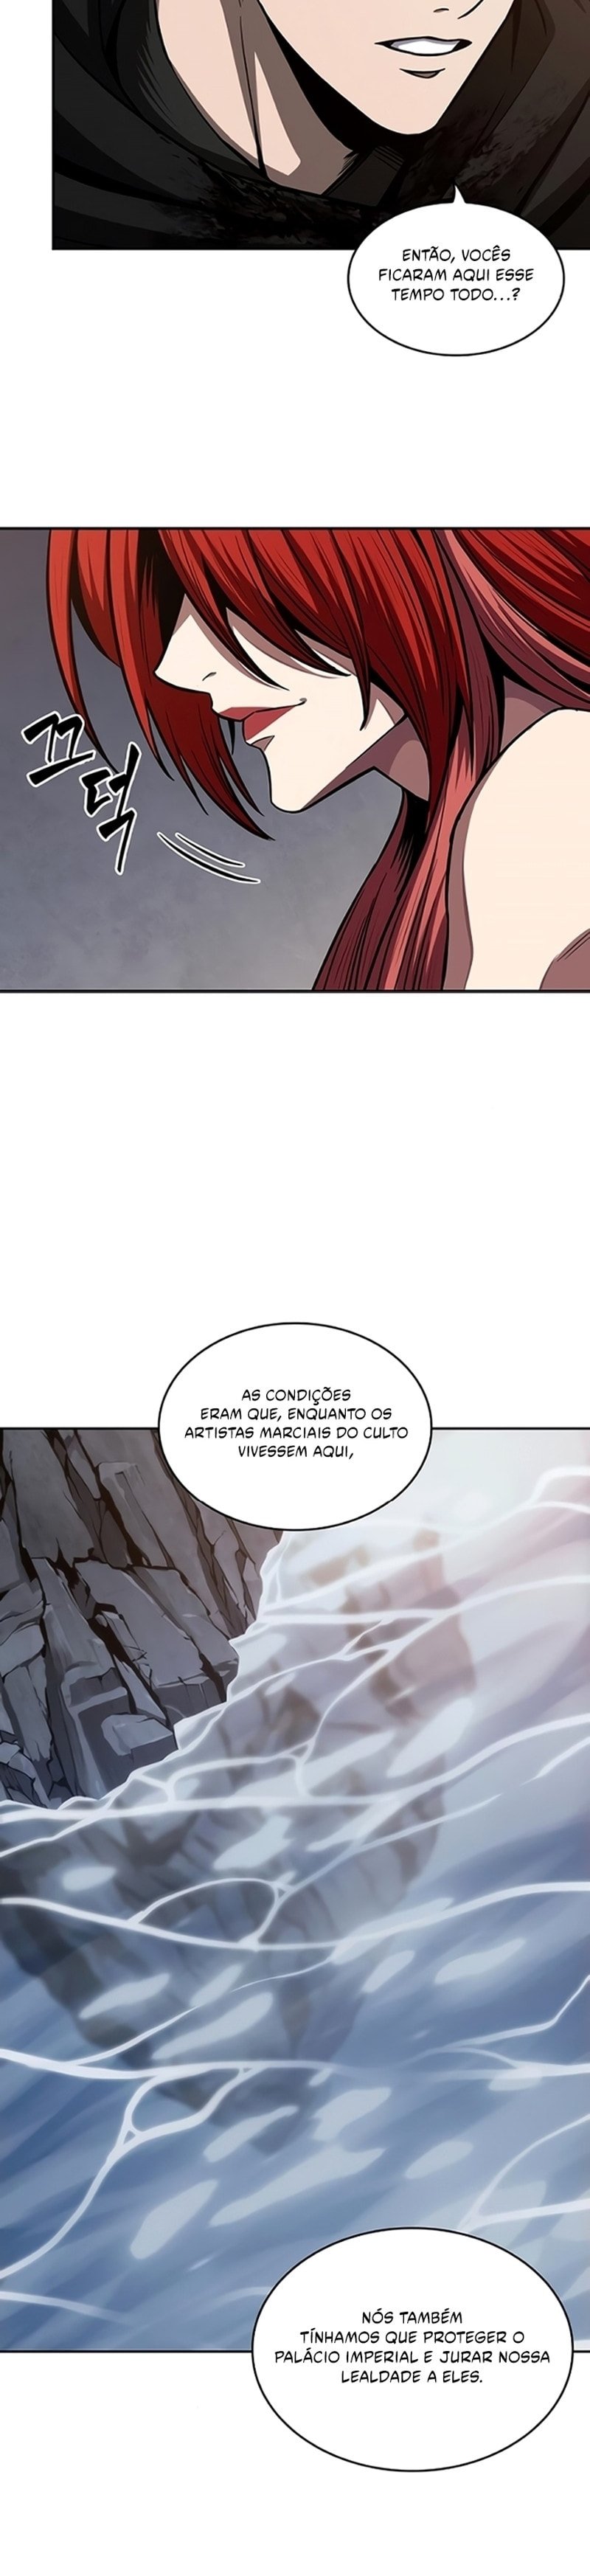 ENTÃO, VOCÊS
FICARAM AQUI ESSE
TEMPO TODO...?
끄덕
AS CONDIÇÕES
ERAM QUE, ENQUANTO OS
ARTISTAS MARCIAIS DO CULTO
VIVESSEM AQUI,
NÓS TAMBÉM
TÍNHAMOS QUE PROTEGER O
PALÁCIO IMPERIAL E JURAR NOSSA
LEALDADE A ELES.